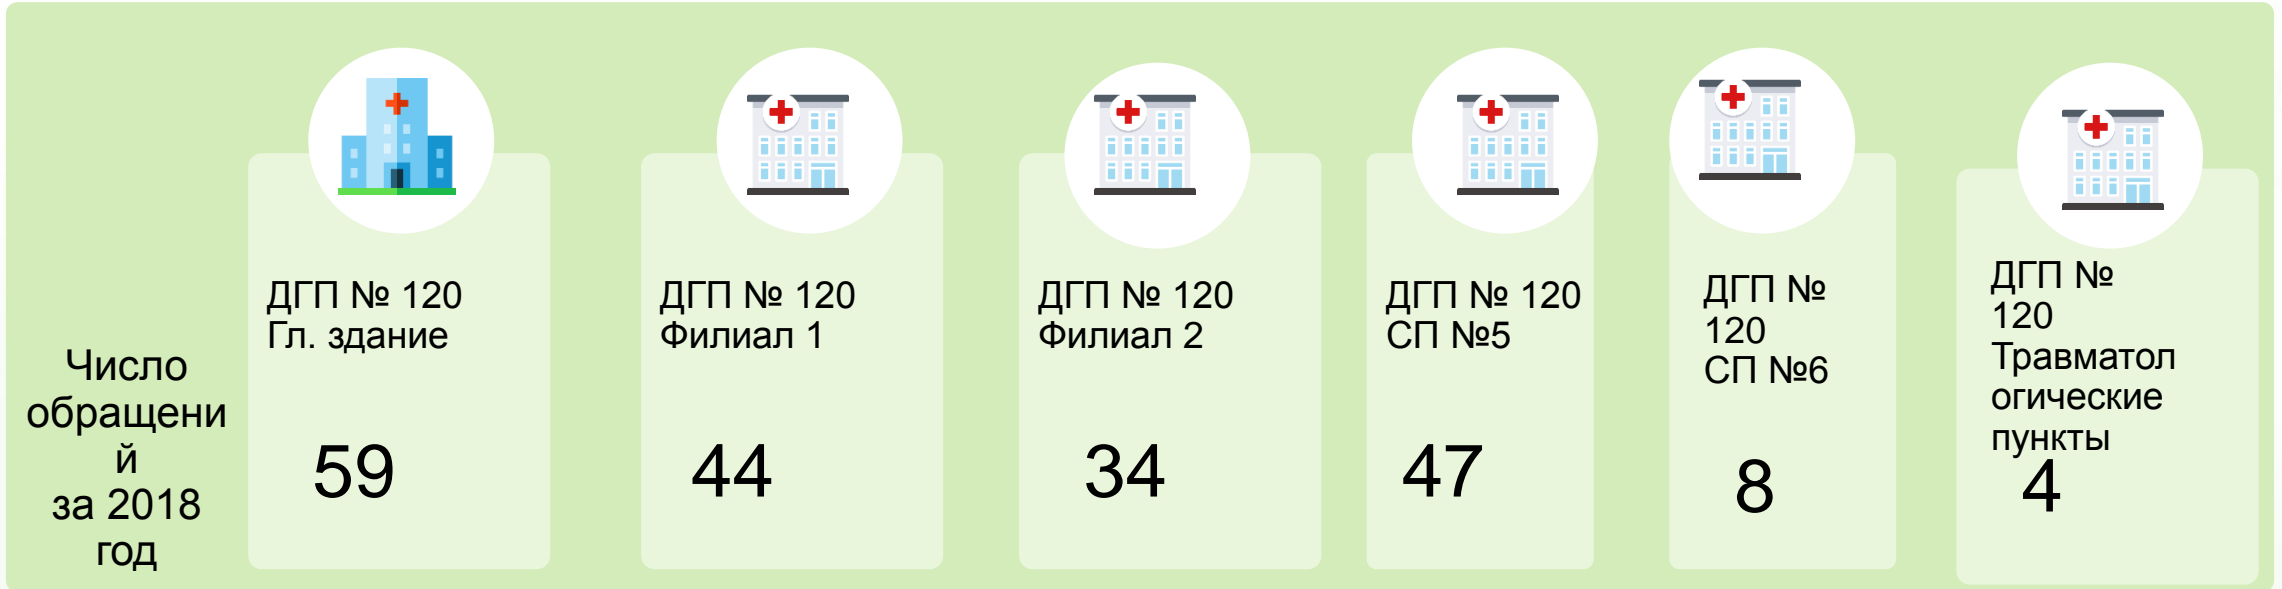 Число
обращени
й
за 2018
год
ДГП № 120
Гл. здание
59
ДГП № 120
Филиал 1
44
ДГП № 120
Филиал 2
34
ДГП № 120
СП №5
47
ДГП №
120
СП №6
8
ДГП №
120
Травматол
огические
пункты
4